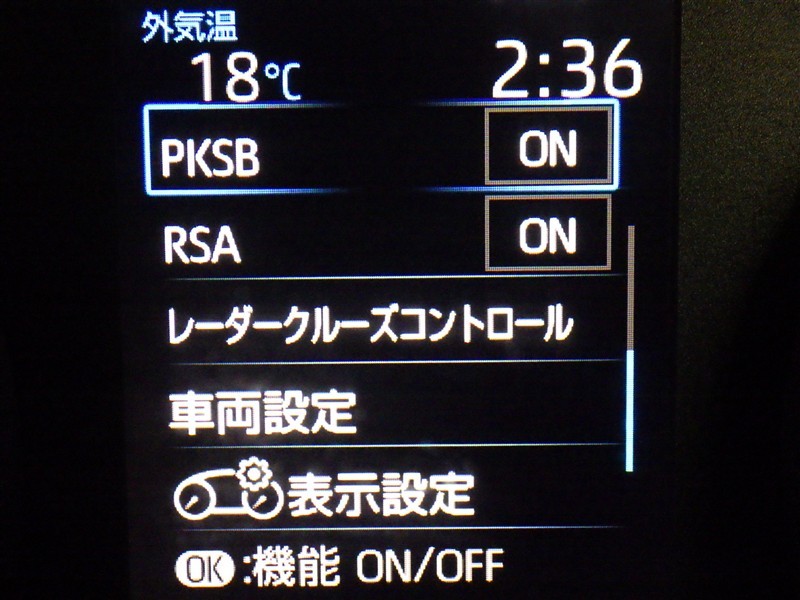 外気温
18℃ 2:36
PKSB ON
RSA ON
レーダークルーズコントロール
車両設定
表示設定
OK:機能 ON/OFF